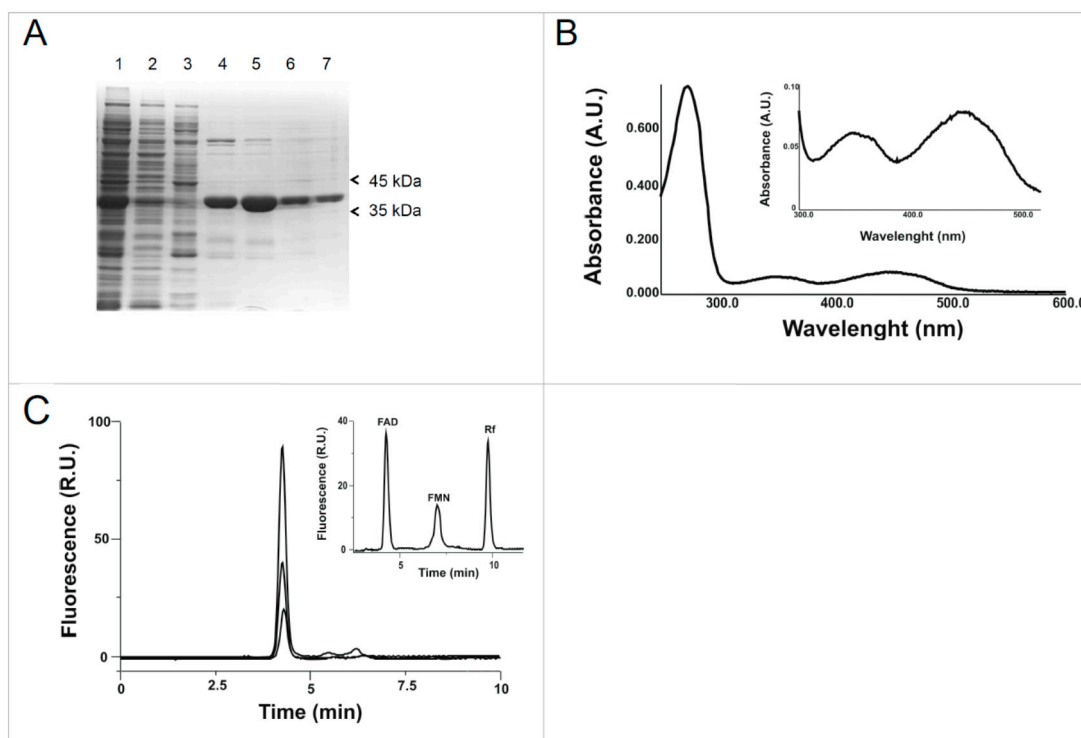 A
1 2 3 4 5 6 7
45 kDa
35 kDa
B
Absorbance (A.U.)
0.600
0.400
0.200
0.000
300.0 400.0 500.0 600.0
Wavelenght (nm)
Absorbance (A.U.)
0.10
0.05
0
300.0 400.0 500.0
Wavelenght (nm)
C
Fluorescence (R.U.)
100
50
0
0 2.5 5 7.5 10
Time (min)
Fluorescence (R.U.)
40
20
0
FAD
FMN
Rf
5 10
Time (min)